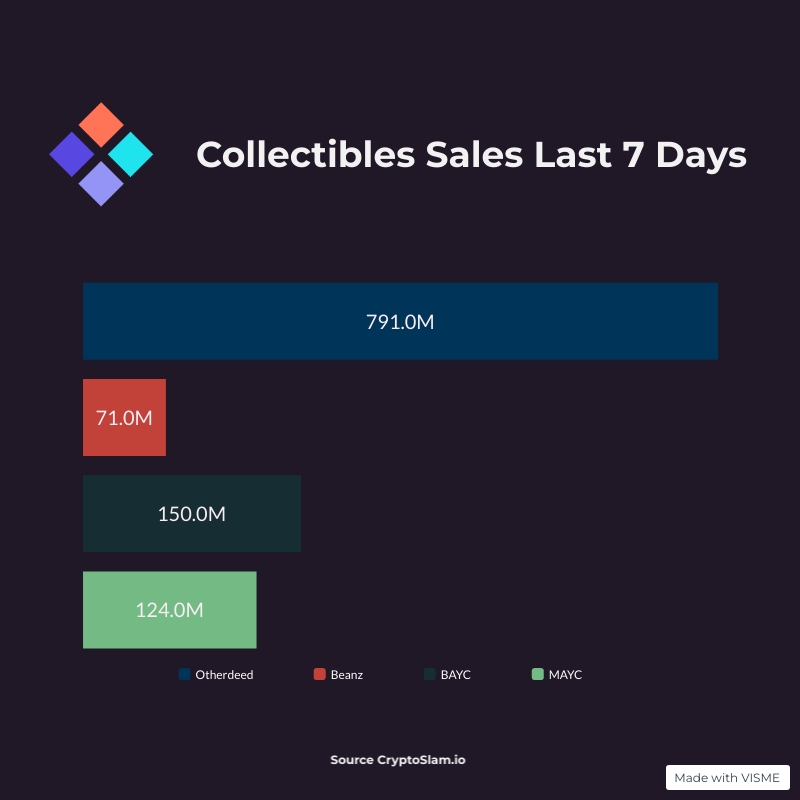 Collectibles Sales Last 7 Days
791.0M
71.0M
150.0M
124.0M
Otherdeed Beanz BAYC MAYC
Source CryptoSlam.io
Made with VISME